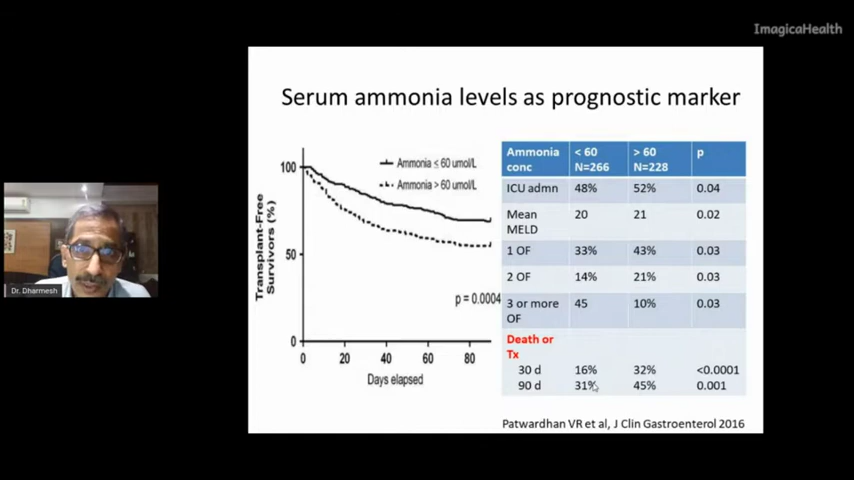 ImagicaHealth
Serum ammonia levels as prognostic marker
100
50
0
Transplant-Free
Survivors (%)
Ammonia ≤ 60 umol/L
Ammonia > 60 umol/L
p = 0.0004
0 20 40 60 80
Days elapsed
Ammonia conc < 60 N=266 > 60 N=228 p
ICU admn 48% 52% 0.04
Mean MELD 20 21 0.02
1 OF 33% 43% 0.03
2 OF 14% 21% 0.03
3 or more OF 45 10% 0.03
Death or
Tx
30 d 16% 32% <0.0001
90 d 31% 45% 0.001
Patwardhan VR et al, J Clin Gastroenterol 2016
Dr. Dharmesh